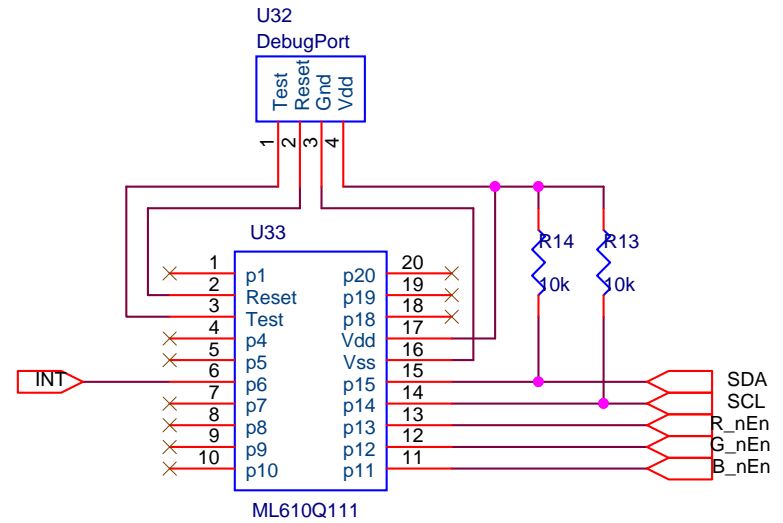 U32
DebugPort
Test
Reset
Gnd
Vdd
1
2
3
4
U33
R14
R13
10k
10k
1 p1 p20 20
2 Reset p19 19
3 Test p18 18
4 p4 Vdd 17
5 p5 Vss 16
INT 6 p6 p15 15 SDA
7 p7 p14 14 SCL
8 p8 p13 13 R_nEn
9 p9 p12 12 G_nEn
10 p10 p11 11 B_nEn
ML610Q111